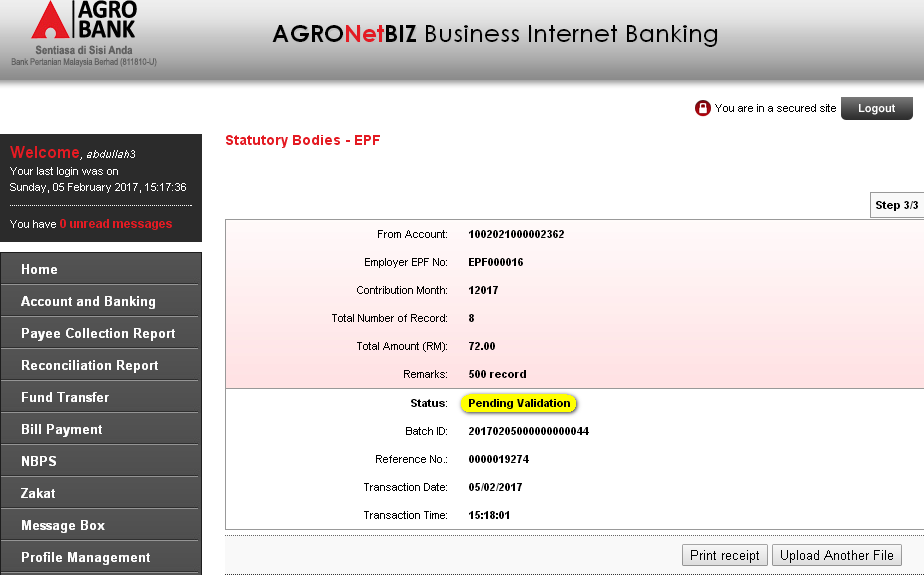 AGRO
BANK
Sentiasa di Sisi Anda
Bank Pertanian Malaysia Berhad (811810-U)
AGRONetBIZ Business Internet Banking
You are in a secured site
Logout
Welcome, abdullah3
Your last login was on
Sunday, 05 February 2017, 15:17:36
You have 0 unread messages
Home
Account and Banking
Payee Collection Report
Reconciliation Report
Fund Transfer
Bill Payment
NBPS
Zakat
Message Box
Profile Management
Statutory Bodies - EPF
Step 3/3
From Account: 1002021000002362
Employer EPF No: EPF000016
Contribution Month: 12017
Total Number of Record: 8
Total Amount (RM): 72.00
Remarks: 500 record
Status: Pending Validation
Batch ID: 20170205000000000044
Reference No.: 0000019274
Transaction Date: 05/02/2017
Transaction Time: 15:18:01
Print receipt
Upload Another File